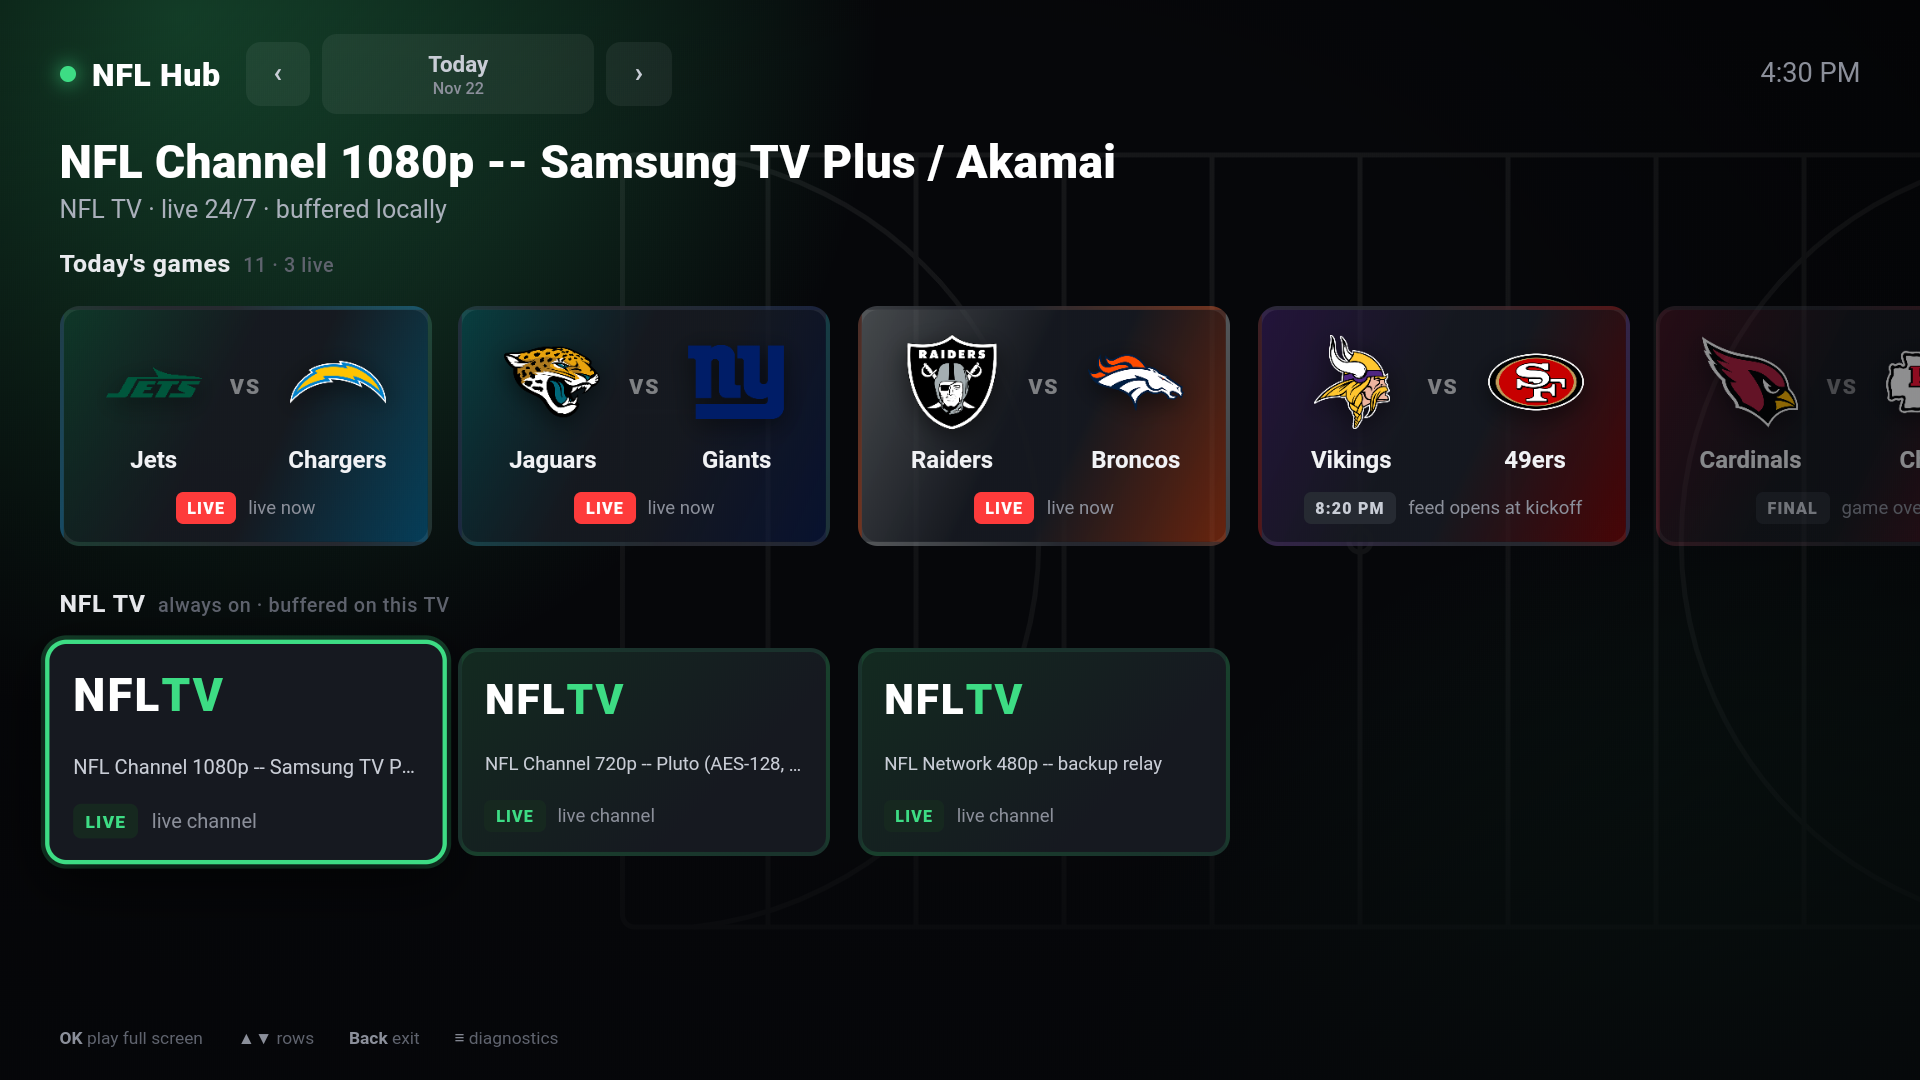 NFL Hub
‹
Today
Nov 22
›
4:30 PM
NFL Channel 1080p -- Samsung TV Plus / Akamai
NFL TV · live 24/7 · buffered locally
Today's games 11 · 3 live
JETS VS
Jets Chargers
LIVE live now
VS ny
Jaguars Giants
LIVE live now
RAIDERS VS
Raiders Broncos
LIVE live now
VS SF
Vikings 49ers
8:20 PM feed opens at kickoff
VS
Cardinals
FINAL game ove
NFL TV always on · buffered on this TV
NFLTV
NFL Channel 1080p -- Samsung TV P...
LIVE live channel
NFLTV
NFL Channel 720p -- Pluto (AES-128, ...
LIVE live channel
NFLTV
NFL Network 480p -- backup relay
LIVE live channel
OK play full screen ▲▼ rows Back exit ≡ diagnostics